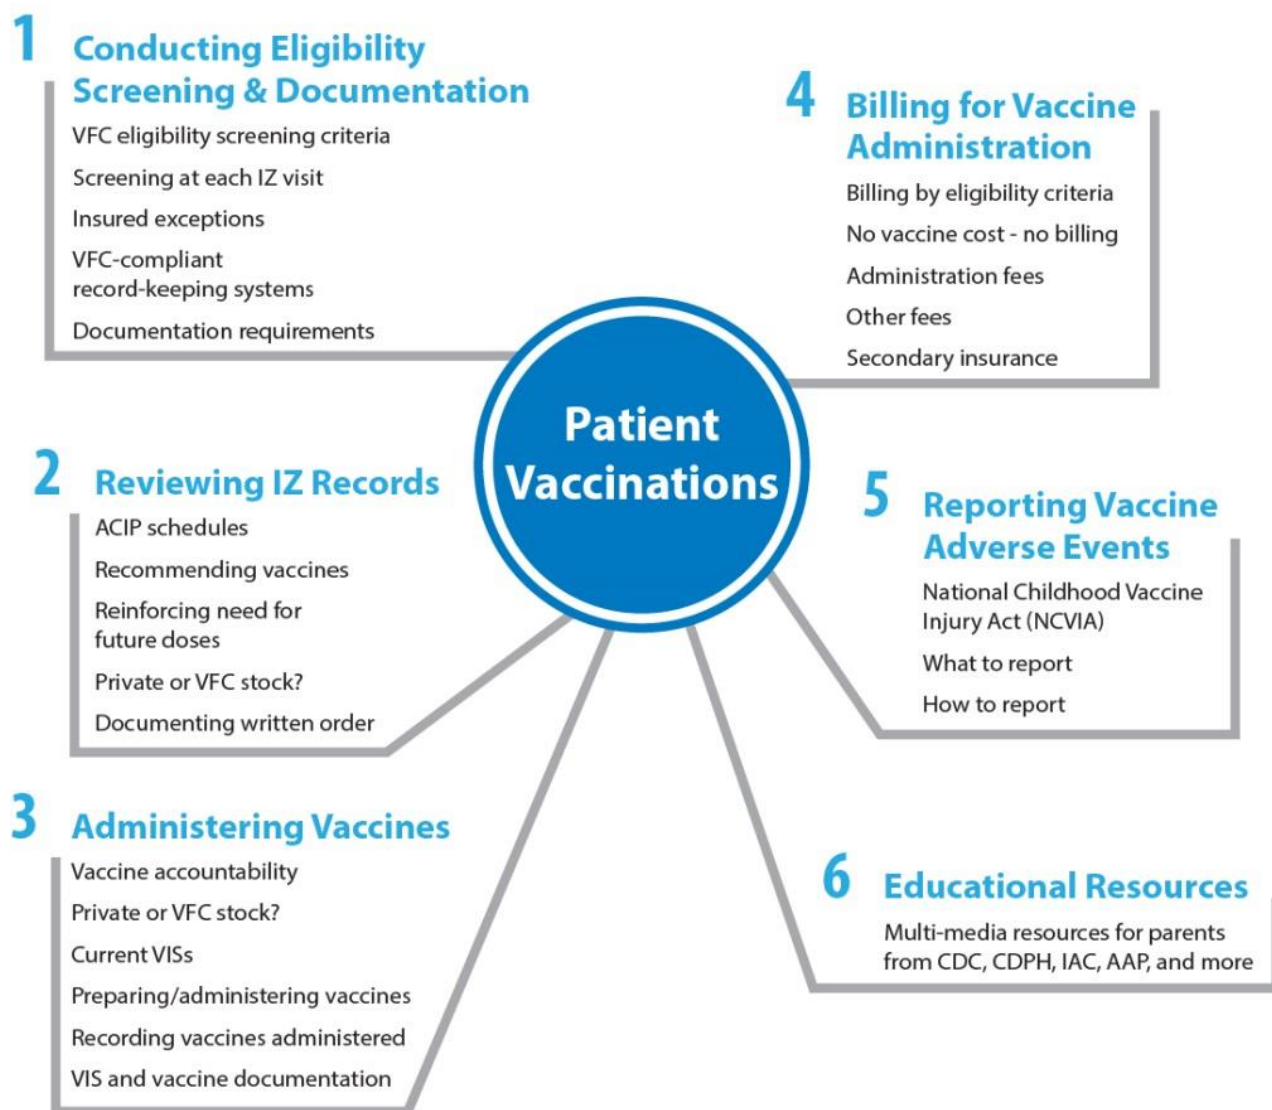 1 Conducting Eligibility
Screening & Documentation
VFC eligibility screening criteria
Screening at each IZ visit
Insured exceptions
VFC-compliant
record-keeping systems
Documentation requirements
2 Reviewing IZ Records
ACIP schedules
Recommending vaccines
Reinforcing need for
future doses
Private or VFC stock?
Documenting written order
3 Administering Vaccines
Vaccine accountability
Private or VFC stock?
Current VISs
Preparing/administering vaccines
Recording vaccines administered
VIS and vaccine documentation
Patient
Vaccinations
4 Billing for Vaccine
Administration
Billing by eligibility criteria
No vaccine cost - no billing
Administration fees
Other fees
Secondary insurance
5 Reporting Vaccine
Adverse Events
National Childhood Vaccine
Injury Act (NCVIA)
What to report
How to report
6 Educational Resources
Multi-media resources for parents
from CDC, CDPH, IAC, AAP, and more